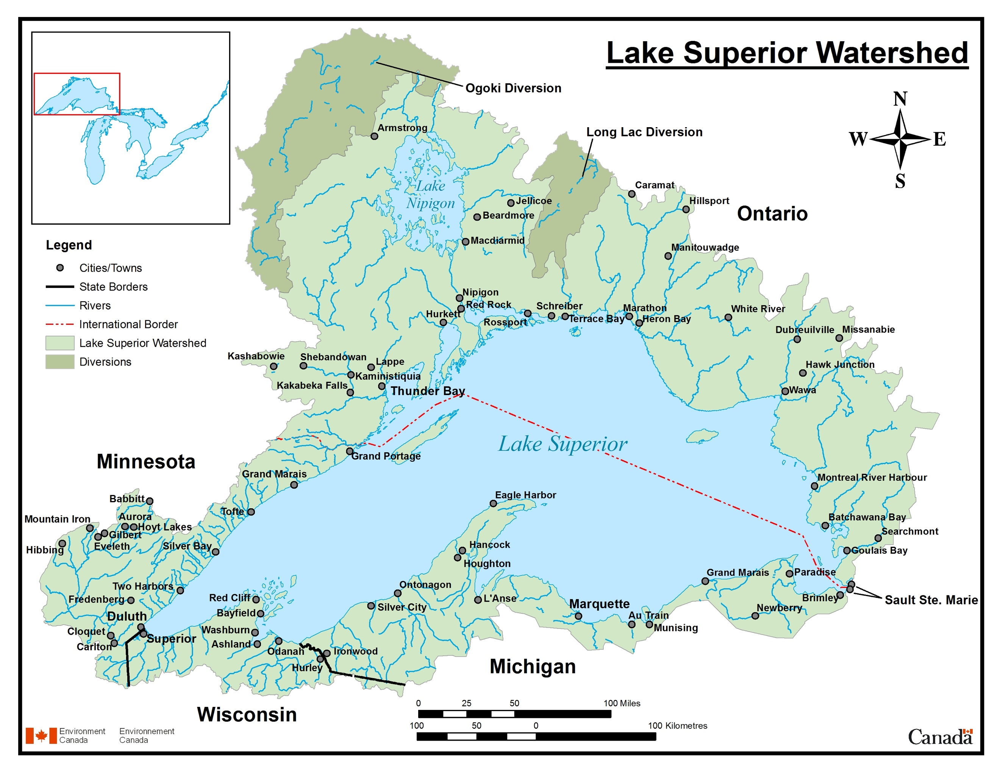 Lake Superior Watershed
Ogoki Diversion
N
W
E
S
Armstrong
Long Lac Diversion
Lake
Nipigon
Caramat
Jellicoe
Hillsport
Beardmore
Ontario
Macdiarmid
Manitouwadge
Legend
Cities/Towns
State Borders
Rivers
International Border
Lake Superior Watershed
Diversions
Nipigon
Red Rock
Hurkett
Rossport
Schreiber
Terrace Bay
Marathon
Heron Bay
White River
Dubreuilville
Missanabie
Kashabowie
Shebandowan
Lappe
Kaministiquia
Kakabeka Falls
Thunder Bay
Hawk Junction
Wawa
Lake Superior
Minnesota
Grand Portage
Grand Marais
Montreal River Harbour
Babbitt
Eagle Harbor
Tofte
Mountain Iron
Aurora
Hoyt Lakes
Gilbert
Eveleth
Hibbing
Silver Bay
Batchawana Bay
Searchmont
Goulais Bay
Hancock
Houghton
Two Harbors
Fredenberg
Ontonagon
Grand Marais
Paradise
Red Cliff
Bayfield
L'Anse
Silver City
Marquette
Brimley
Sault Ste. Marie
Newberry
Au Train
Munising
Duluth
Cloquet
Superior
Carlton
Washburn
Ashland
Odanah
Ironwood
Hurley
Michigan
Wisconsin
0 25 50 100 Miles
100 50 0 100 Kilometres
Environment Environnement
Canada Canada
Canada